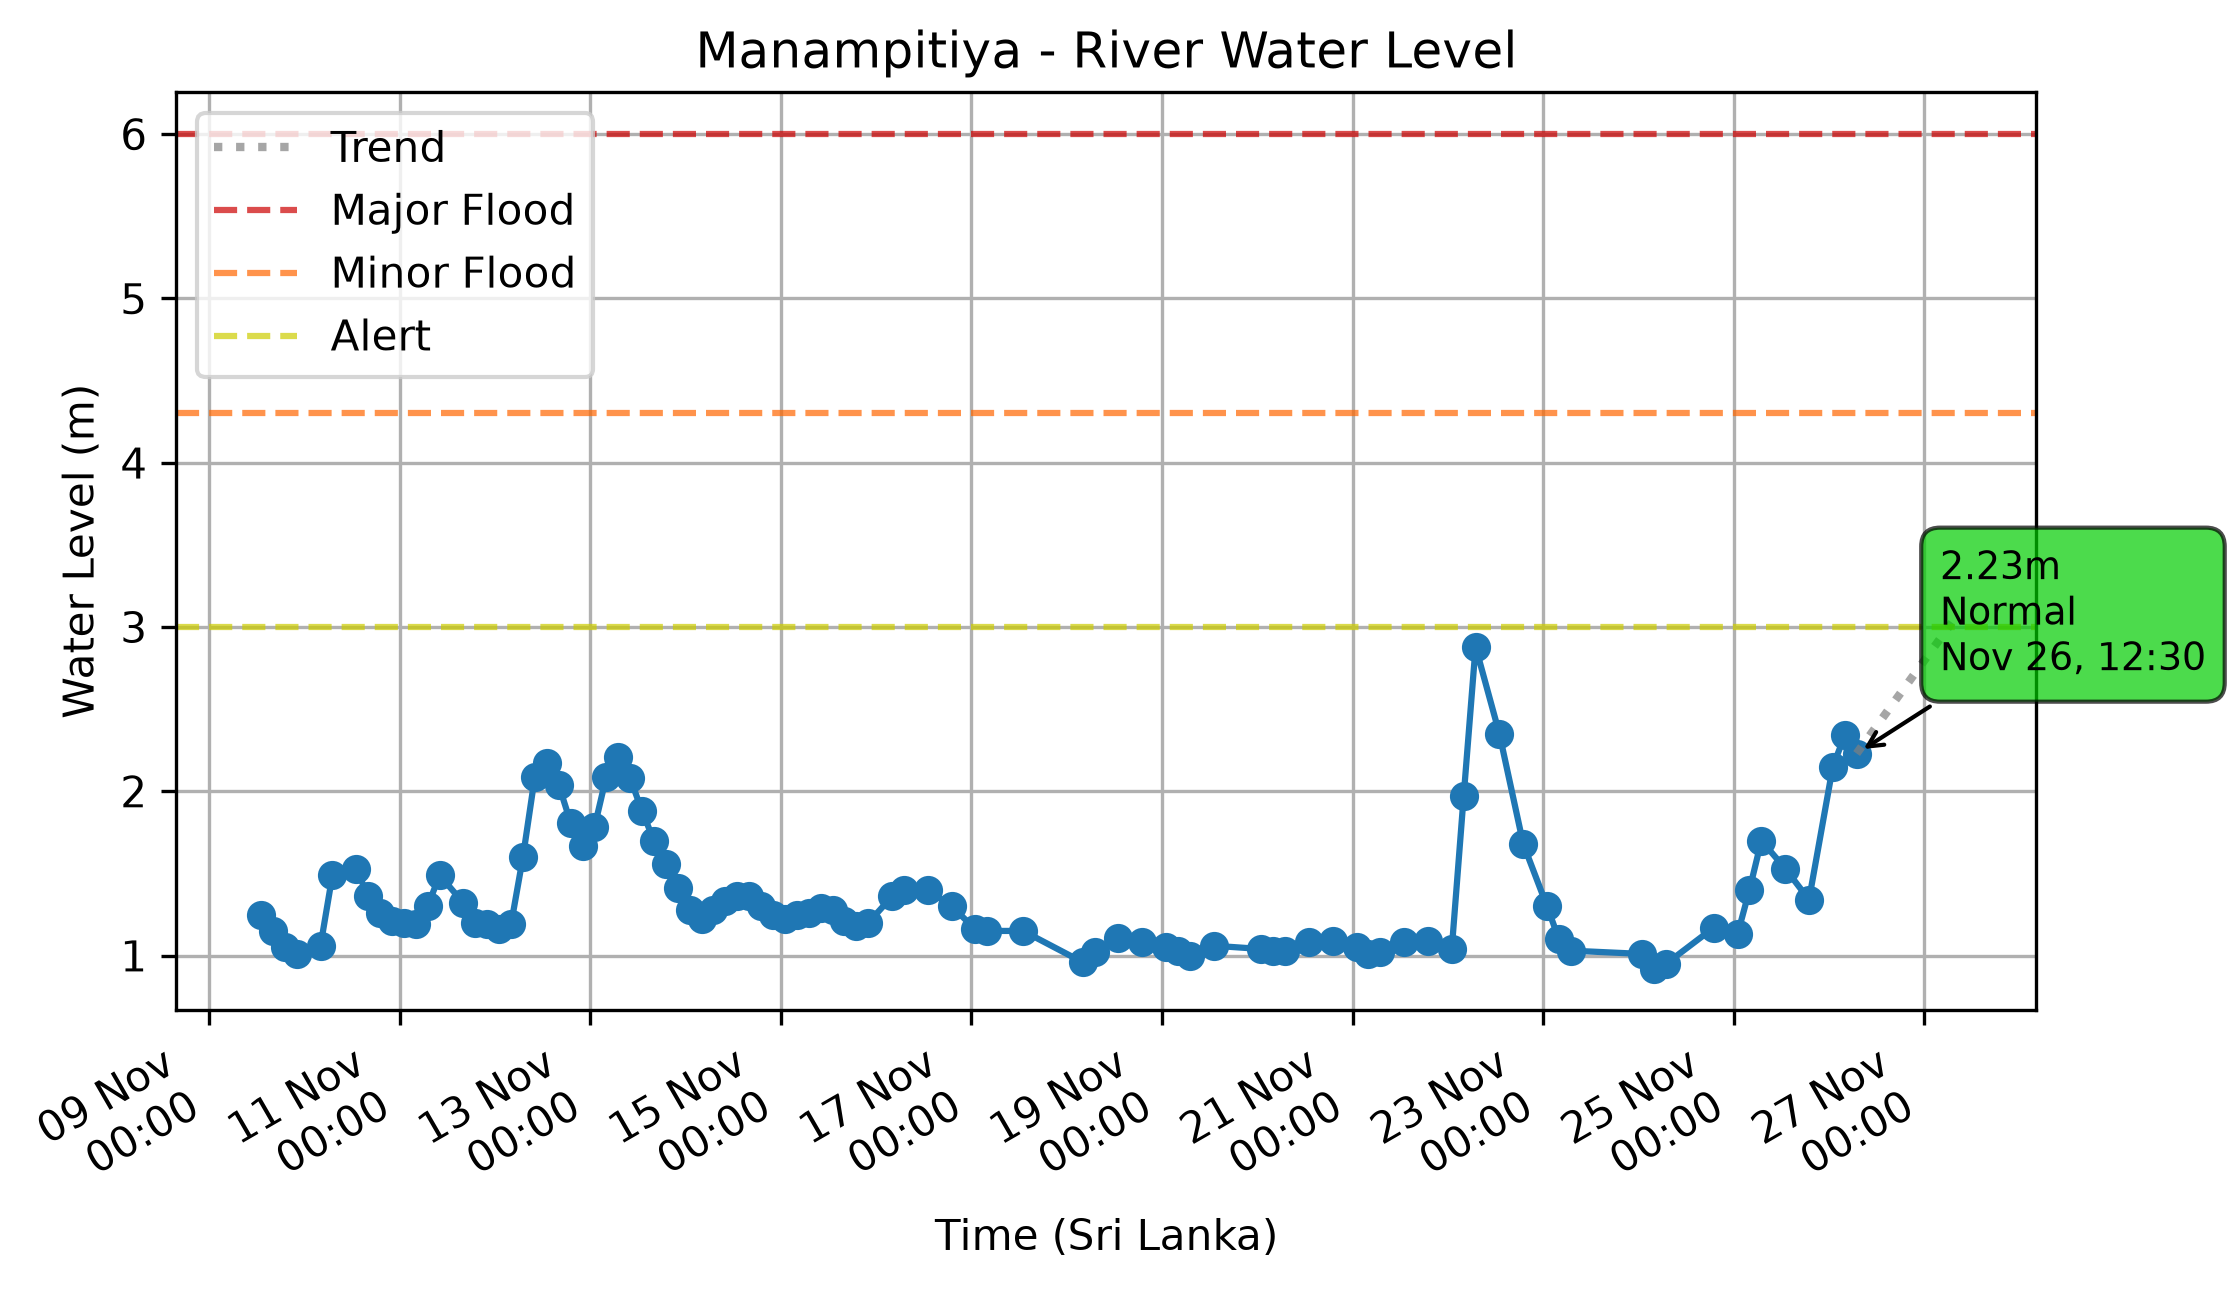 Manampitiya - River Water Level
Trend
Major Flood
Minor Flood
Alert
6
5
4
3
2
1
Water Level (m)
2.23m
Normal
Nov 26, 12:30
09 Nov
00:00
11 Nov
00:00
13 Nov
00:00
15 Nov
00:00
17 Nov
00:00
19 Nov
00:00
21 Nov
00:00
23 Nov
00:00
25 Nov
00:00
27 Nov
00:00
Time (Sri Lanka)